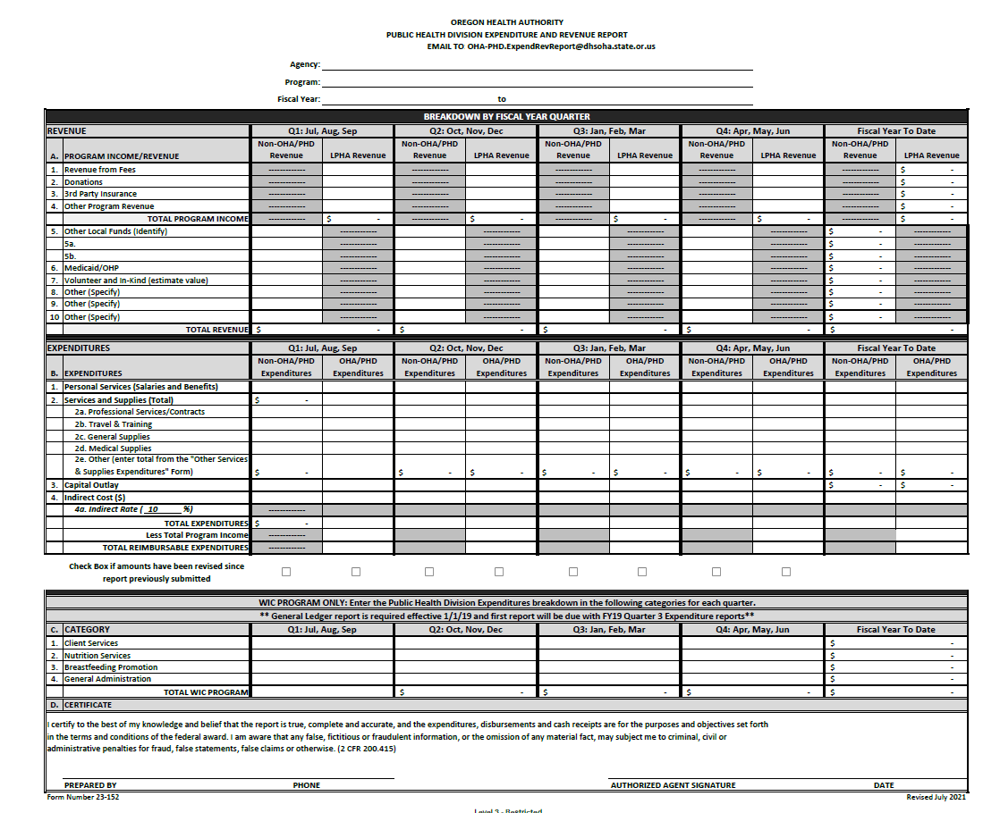 OREGON HEALTH AUTHORITY
PUBLIC HEALTH DIVISION EXPENDITURE AND REVENUE REPORT
EMAIL TO OHA-PHD.ExpendRevReport@dhsoha.state.or.us
Agency:
Program:
Fiscal Year: to
BREAKDOWN BY FISCAL YEAR QUARTER
REVENUE Q1: Jul, Aug, Sep Q2: Oct, Nov, Dec Q3: Jan, Feb, Mar Q4: Apr, May, Jun Fiscal Year To Date
Non-OHA/PHD Non-OHA/PHD Non-OHA/PHD Non-OHA/PHD Non-OHA/PHD
A. PROGRAM INCOME/REVENUE Revenue LPHA Revenue Revenue LPHA Revenue Revenue LPHA Revenue Revenue LPHA Revenue Revenue LPHA Revenue
1. Revenue from Fees ------------- ------------- ------------- ------------- ------------- $ -
2. Donations ------------- ------------- ------------- ------------- ------------- $ -
3. 3rd Party Insurance ------------- ------------- ------------- ------------- ------------- $ -
4. Other Program Revenue ------------- ------------- ------------- ------------- ------------- $ -
TOTAL PROGRAM INCOME ------------- $ - ------------- $ - ------------- $ - ------------- $ - ------------- $ -
5. Other Local Funds (Identify) ------------- ------------- ------------- ------------- $ - -------------
5a. ------------- ------------- ------------- ------------- $ - -------------
5b. ------------- ------------- ------------- ------------- $ - -------------
6. Medicaid/OHP ------------- ------------- ------------- ------------- $ - -------------
7. Volunteer and In-Kind (estimate value) ------------- ------------- ------------- ------------- $ - -------------
8. Other (Specify) ------------- ------------- ------------- ------------- $ - -------------
9. Other (Specify) ------------- ------------- ------------- ------------- $ - -------------
10 Other (Specify) ------------- ------------- ------------- ------------- $ - -------------
TOTAL REVENUE $ - $ - $ - $ - $ -
EXPENDITURES Q1: Jul, Aug, Sep Q2: Oct, Nov, Dec Q3: Jan, Feb, Mar Q4: Apr, May, Jun Fiscal Year To Date
Non-OHA/PHD OHA/PHD Non-OHA/PHD OHA/PHD Non-OHA/PHD OHA/PHD Non-OHA/PHD OHA/PHD Non-OHA/PHD OHA/PHD
B. EXPENDITURES Expenditures Expenditures Expenditures Expenditures Expenditures Expenditures Expenditures Expenditures Expenditures Expenditures
1. Personal Services (Salaries and Benefits)
2. Services and Supplies (Total) $ -
2a. Professional Services/Contracts
2b. Travel & Training
2c. General Supplies
2d. Medical Supplies
2e. Other (enter total from the "Other Services
& Supplies Expenditures" Form) $ - $ - $ - $ - $ - $ - $ - $ - $ -
3. Capital Outlay $ - $ -
4. Indirect Cost ($)
4a. Indirect Rate ( 10 %) -------------
TOTAL EXPENDITURES $ -
Less Total Program Income -------------
TOTAL REIMBURSABLE EXPENDITURES -------------
Check Box if amounts have been revised since
report previously submitted
WIC PROGRAM ONLY: Enter the Public Health Division Expenditures breakdown in the following categories for each quarter.
** General Ledger report is required effective 1/1/19 and first report will be due with FY19 Quarter 3 Expenditure reports**
C. CATEGORY Q1: Jul, Aug, Sep Q2: Oct, Nov, Dec Q3: Jan, Feb, Mar Q4: Apr, May, Jun Fiscal Year To Date
1. Client Services $ -
2. Nutrition Services $ -
3. Breastfeeding Promotion $ -
4. General Administration $ -
TOTAL WIC PROGRAM $ - $ - $ - $ -
D. CERTIFICATE
I certify to the best of my knowledge and belief that the report is true, complete and accurate, and the expenditures, disbursements and cash receipts are for the purposes and objectives set forth
in the terms and conditions of the federal award. I am aware that any false, fictitious or fraudulent information, or the omission of any material fact, may subject me to criminal, civil or
administrative penalties for fraud, false statements, false claims or otherwise. (2 CFR 200.415)
PREPARED BY PHONE AUTHORIZED AGENT SIGNATURE DATE
Form Number 23-152 Revised July 2021
Level 3 - Restricted